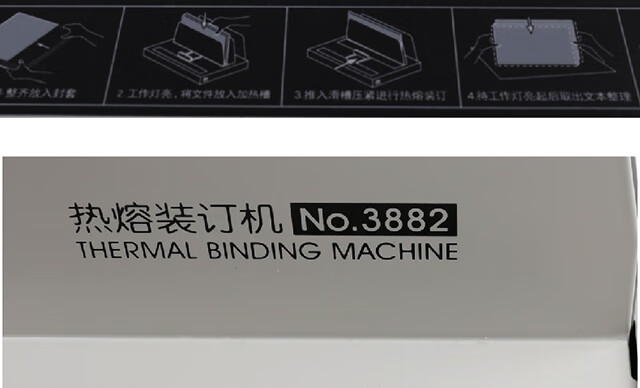 1.整齐放入封套
2.工作灯亮，将文件放入加热槽
3.推入滑槽压紧进行热熔装订
4.待工作灯亮起后取出文本整理
热熔装订机 No.3882
THERMAL BINDING MACHINE